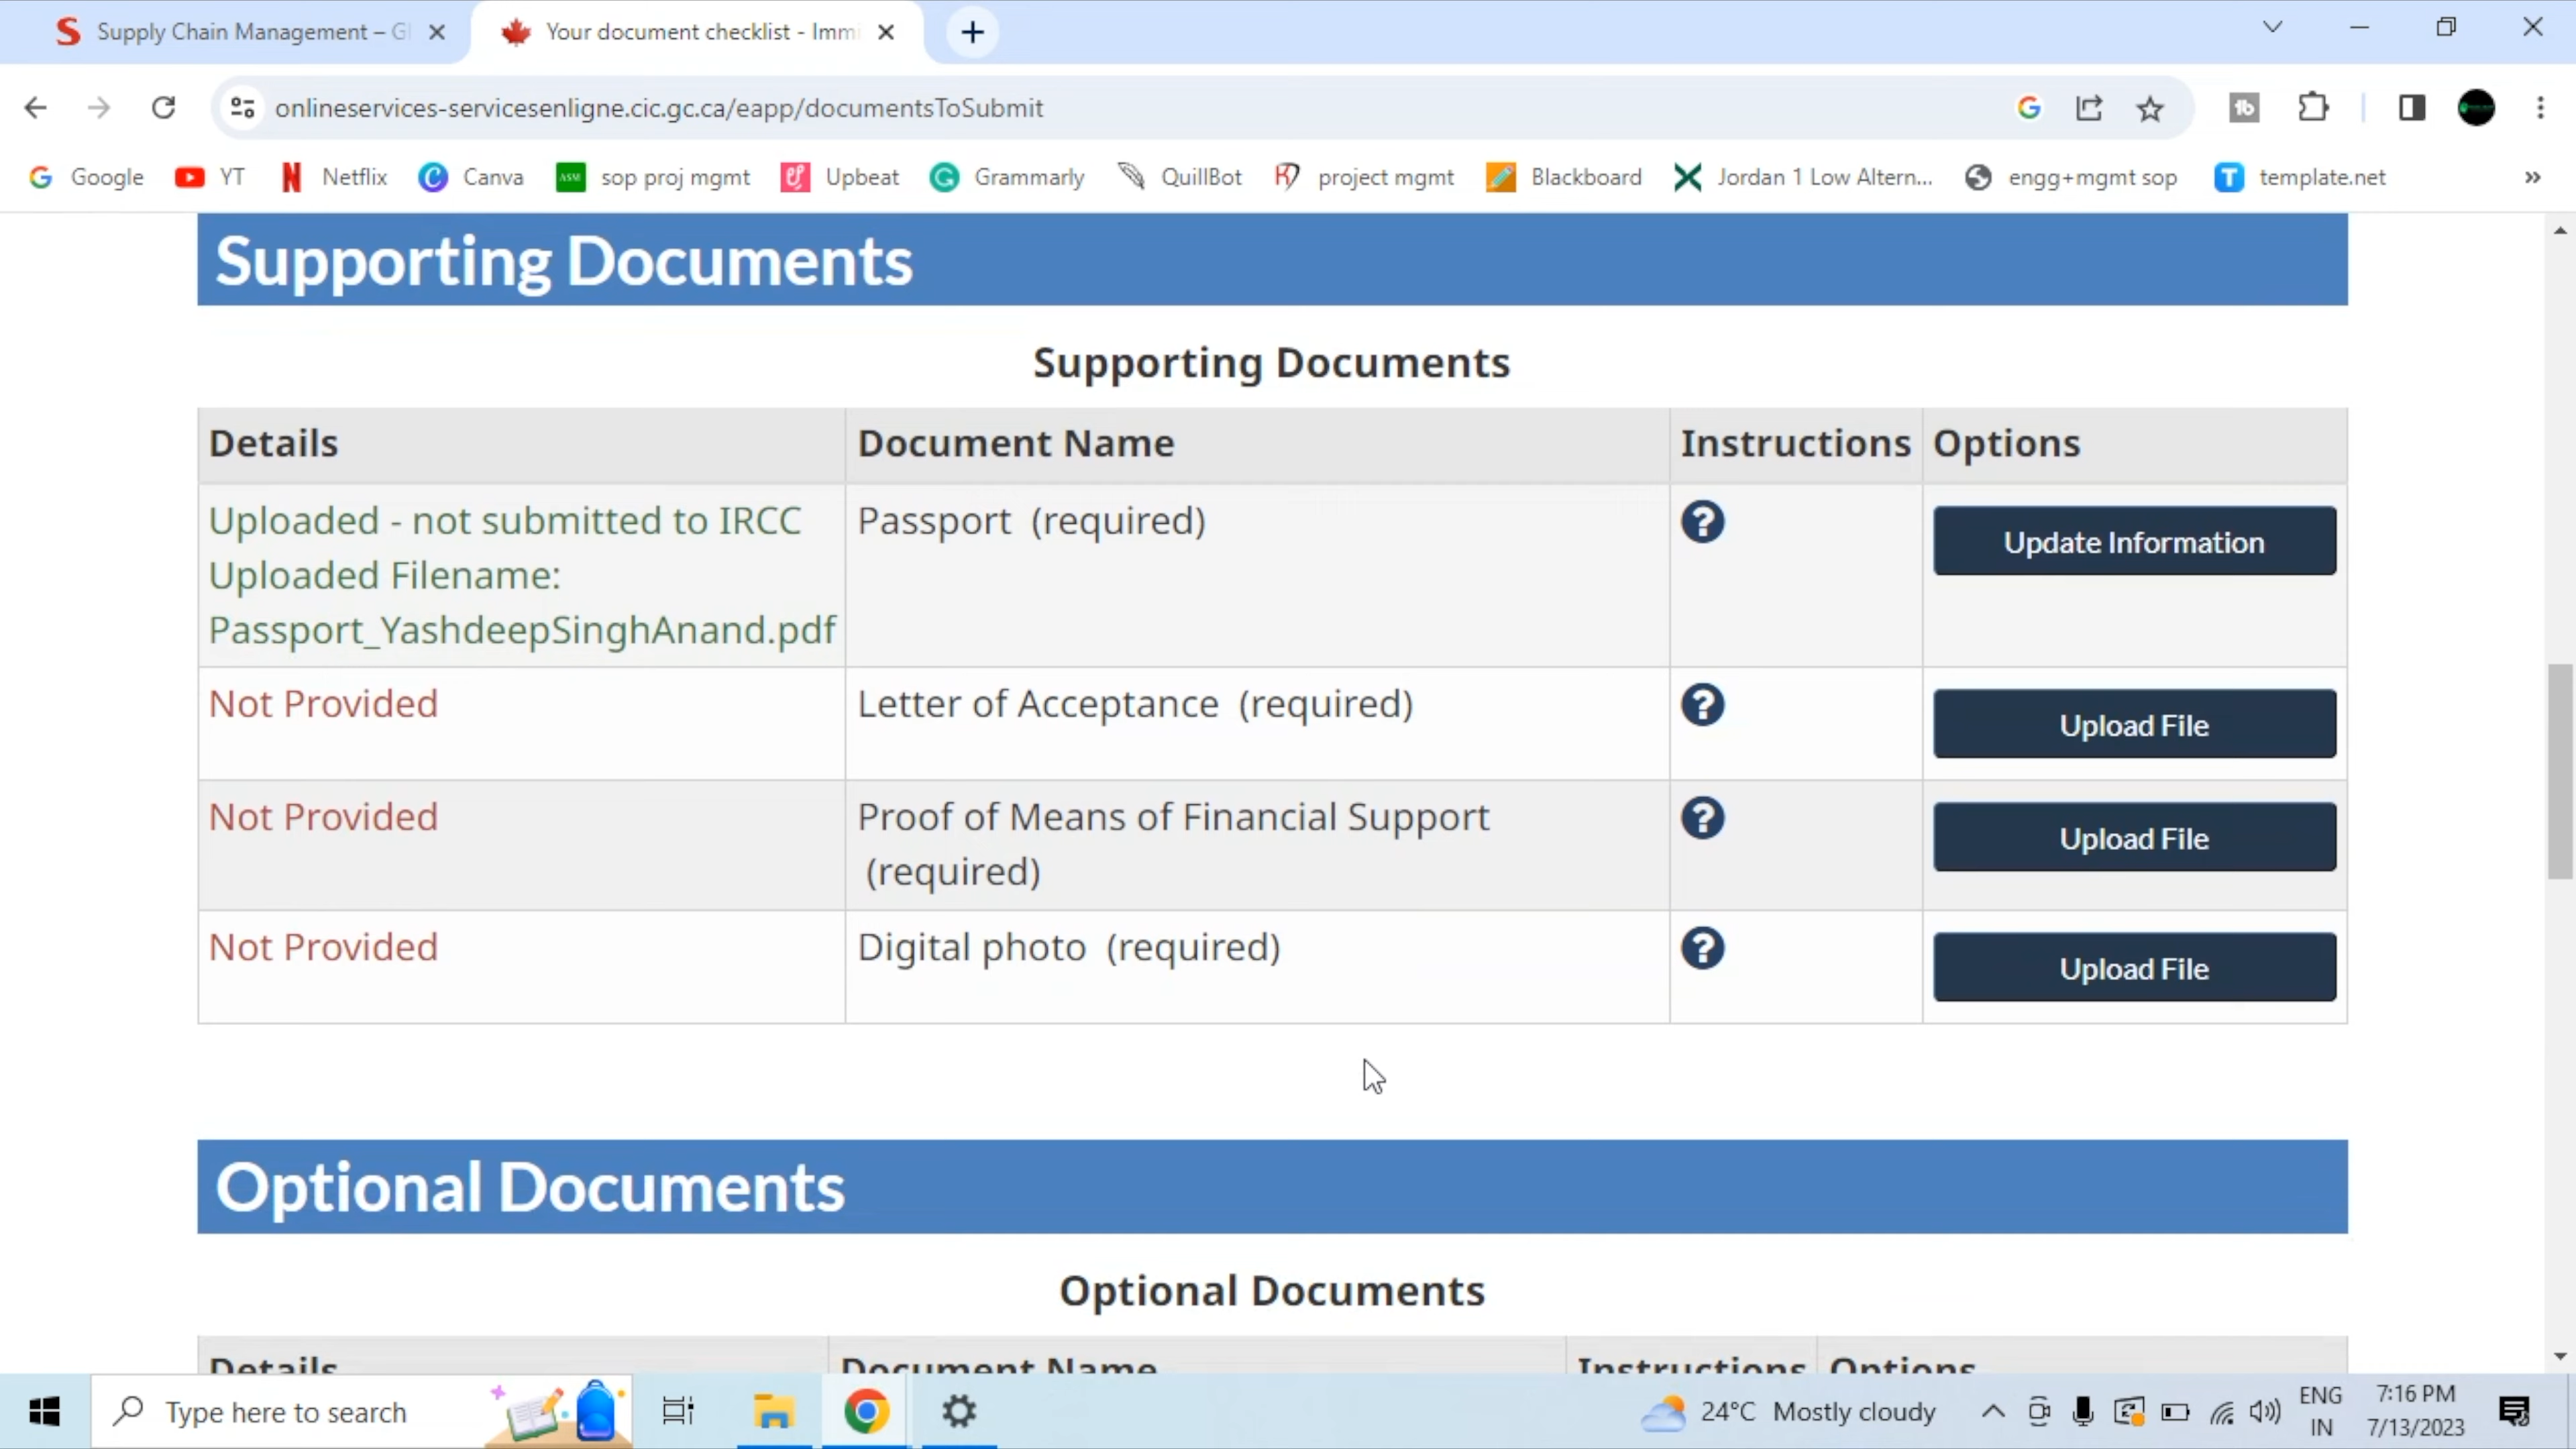 Supply Chain Management – Gl
Your document checklist - Immi
onlineservices-servicesenligne.cic.gc.ca/eapp/documentsToSubmit
Google YT Netflix Canva sop proj mgmt Upbeat Grammarly QuillBot project mgmt Blackboard Jordan 1 Low Altern... engg+mgmt sop template.net
Supporting Documents
Supporting Documents
Details Document Name Instructions Options
Uploaded - not submitted to IRCC Passport (required) Update Information
Uploaded Filename:
Passport_YashdeepSinghAnand.pdf
Not Provided Letter of Acceptance (required) Upload File
Not Provided Proof of Means of Financial Support Upload File
(required)
Not Provided Digital photo (required) Upload File
Optional Documents
Optional Documents
Details Document Name Instructions Options
Type here to search
24°C Mostly cloudy
ENG
IN
7:16 PM
7/13/2023